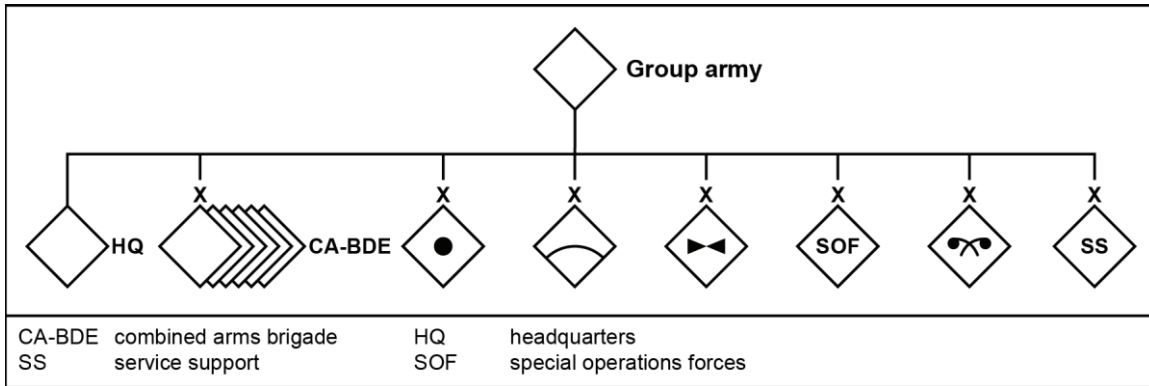 Group army
X X X X X X X
HQ CA-BDE SOF SS
CA-BDE combined arms brigade HQ headquarters
SS service support SOF special operations forces